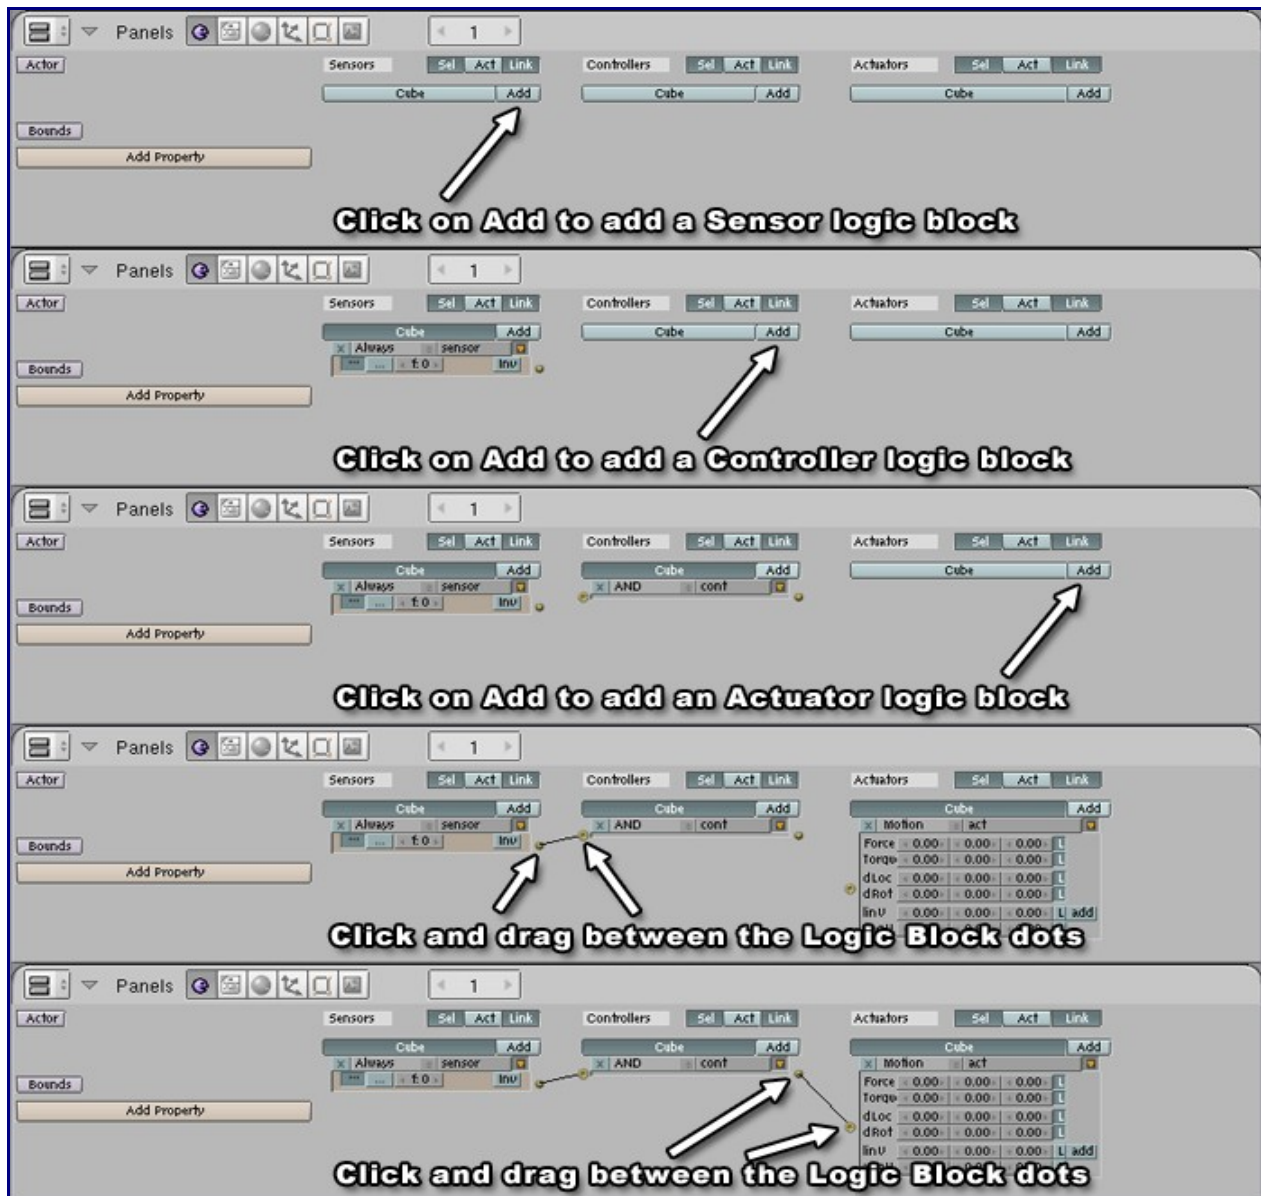 Panels 1
Actor Sensors Sel Act Link Controllers Sel Act Link Actuators Sel Act Link
Cube Add Cube Add Cube Add
Bounds
Add Property
Click on Add to add a Sensor logic block
Panels 1
Actor Sensors Sel Act Link Controllers Sel Act Link Actuators Sel Act Link
Cube Add Cube Add Cube Add
X Always sensor
... f:0 Inv
Bounds
Add Property
Click on Add to add a Controller logic block
Panels 1
Actor Sensors Sel Act Link Controllers Sel Act Link Actuators Sel Act Link
Cube Add Cube Add Cube Add
X Always sensor X AND cont
... f:0 Inv
Bounds
Add Property
Click on Add to add an Actuator logic block
Panels 1
Actor Sensors Sel Act Link Controllers Sel Act Link Actuators Sel Act Link
Cube Add Cube Add Cube Add
X Always sensor X AND cont X Motion act
... f:0 Inv Force 0.00 0.00 0.00 L
Bounds Torqu 0.00 0.00 0.00 L
Add Property dLoc 0.00 0.00 0.00 L
dRot 0.00 0.00 0.00 L
linV 0.00 0.00 0.00 L add
Click and drag between the Logic Block dots
Panels 1
Actor Sensors Sel Act Link Controllers Sel Act Link Actuators Sel Act Link
Cube Add Cube Add Cube Add
X Always sensor X AND cont X Motion act
... f:0 Inv Force 0.00 0.00 0.00 L
Bounds Torqu 0.00 0.00 0.00 L
Add Property dLoc 0.00 0.00 0.00 L
dRot 0.00 0.00 0.00 L
linV 0.00 0.00 0.00 L add
Click and drag between the Logic Block dots